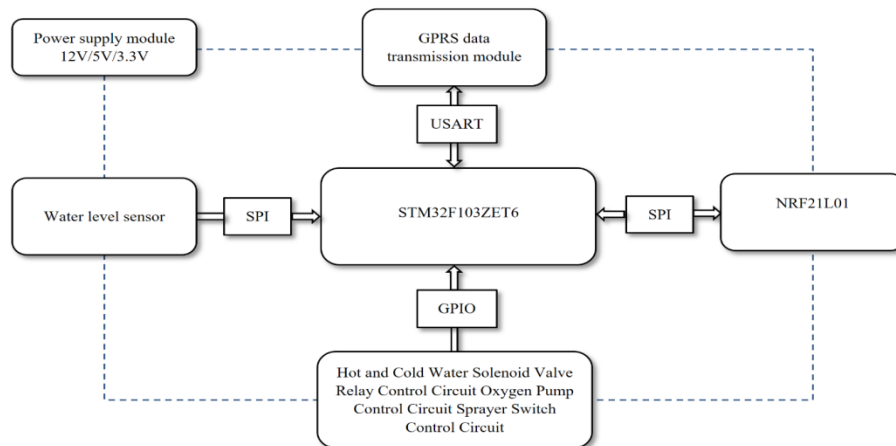 Power supply module
12V/5V/3.3V
GPRS data
transmission module
USART
Water level sensor
SPI
STM32F103ZET6
SPI
NRF21L01
GPIO
Hot and Cold Water Solenoid Valve
Relay Control Circuit Oxygen Pump
Control Circuit Sprayer Switch
Control Circuit